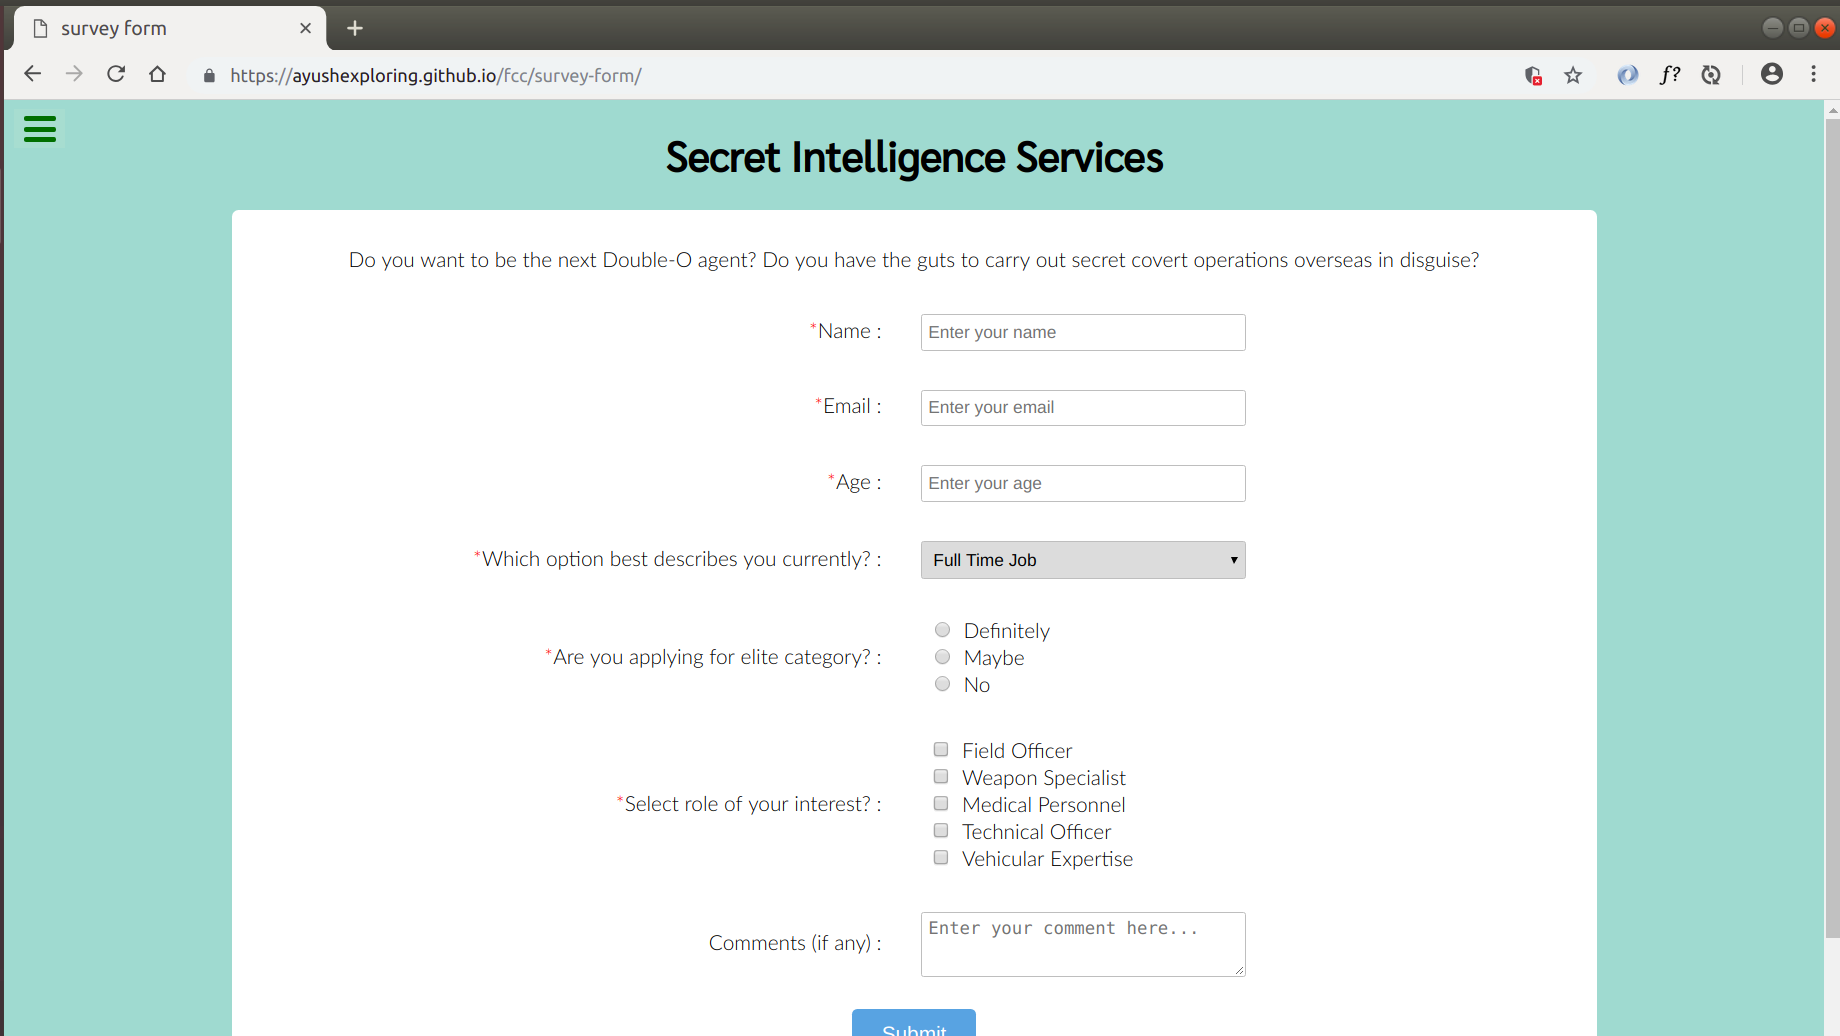 survey form
https://ayushexploring.github.io/fcc/survey-form/
f?
Secret Intelligence Services
Do you want to be the next Double-O agent? Do you have the guts to carry out secret covert operations overseas in disguise?
*Name : Enter your name
*Email : Enter your email
*Age : Enter your age
*Which option best describes you currently? : Full Time Job
Definitely
*Are you applying for elite category? : Maybe
No
Field Officer
Weapon Specialist
*Select role of your interest? : Medical Personnel
Technical Officer
Vehicular Expertise
Comments (if any) : Enter your comment here...
Submit